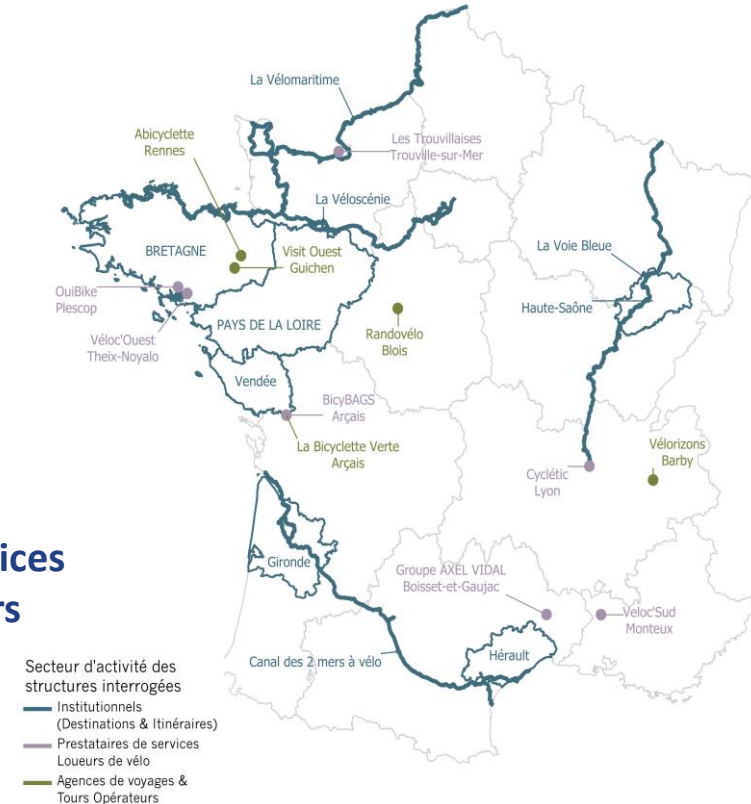 La Vélomaritime
Abicyclette
Rennes
Les Trouvillaises
Trouville-sur-Mer
La Véloscénie
BRETAGNE
Visit Ouest
Guichen
La Voie Bleue
OuiBike
Plescop
Haute-Saône
PAYS DE LA LOIRE
Véloc'Ouest
Theix-Noyalo
Randovélo
Blois
Vendée
BicyBAGS
Arçais
La Bicyclette Verte
Arçais
Vélorizons
Barby
Cyclétic
Lyon
ices
rs
Gironde
Groupe AXEL VIDAL
Boisset-et-Gaujac
Veloc'Sud
Monteux
Canal des 2 mers à vélo
Hérault
Secteur d'activité des
structures interrogées
Institutionnels
(Destinations & Itinéraires)
Prestataires de services
Loueurs de vélo
Agences de voyages &
Tours Opérateurs